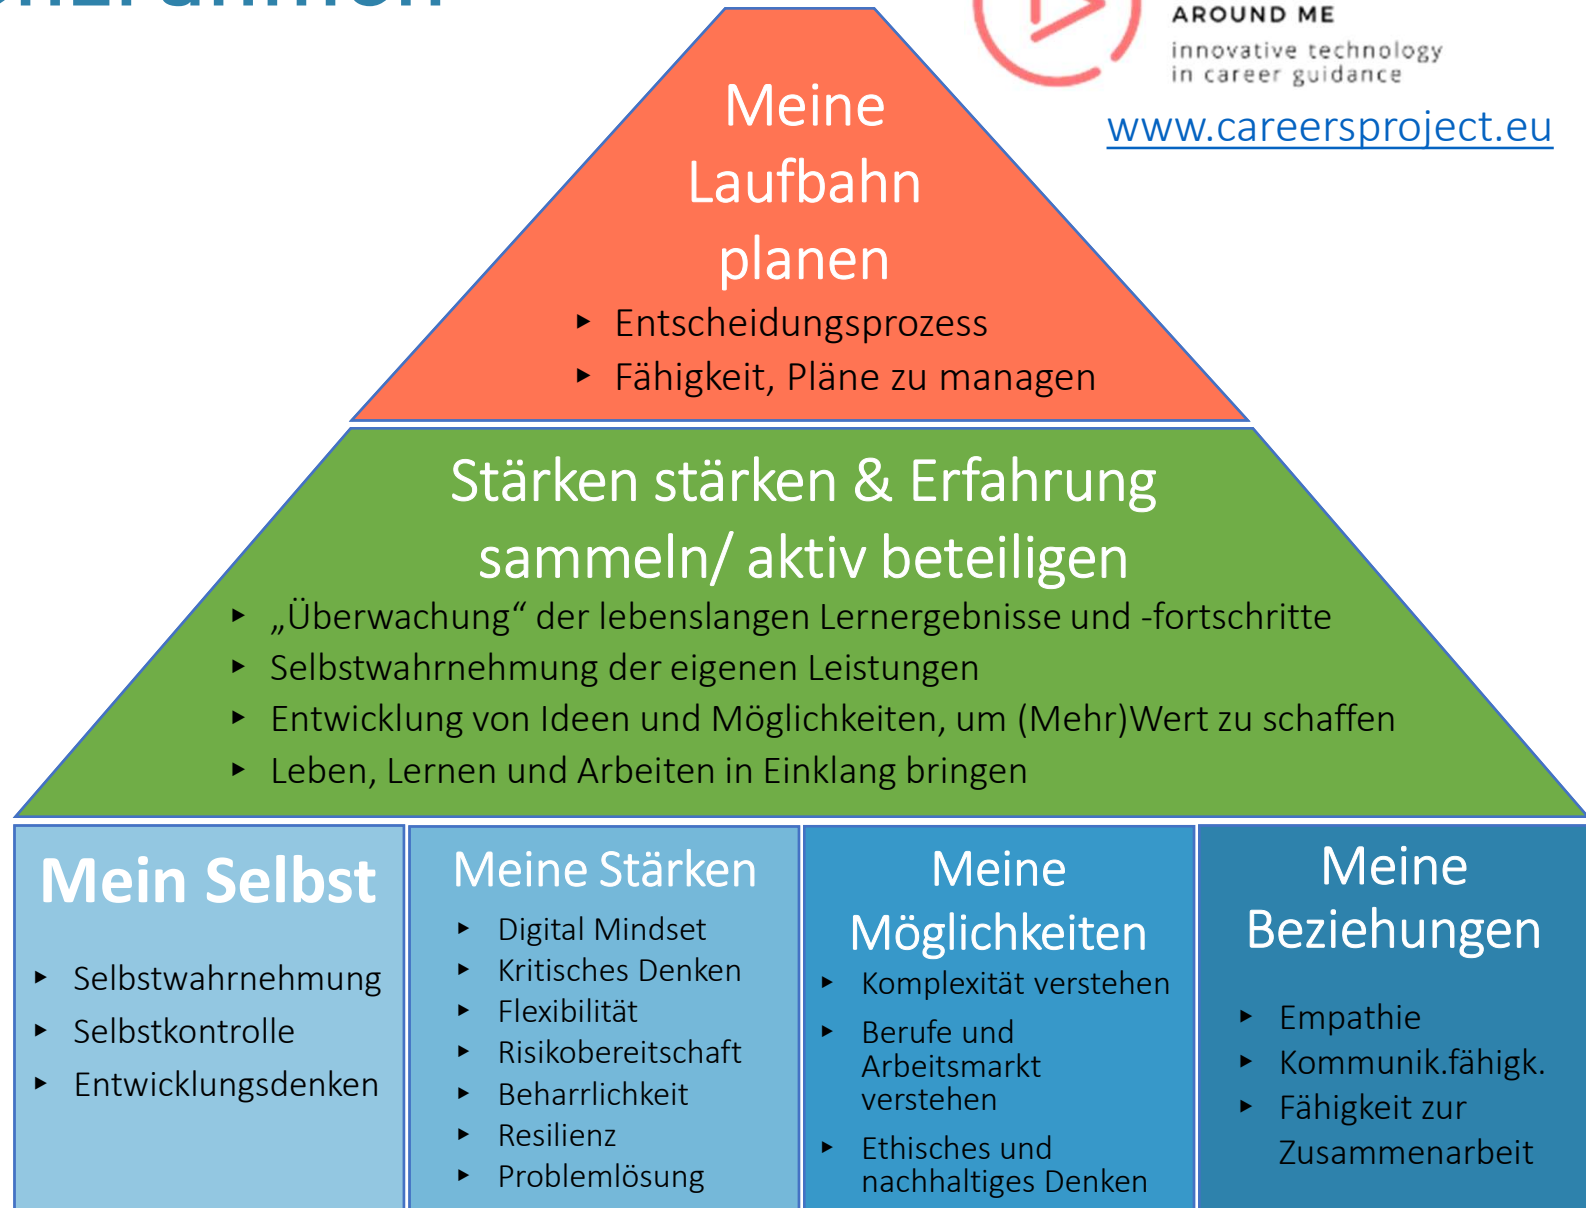 AROUND ME
innovative technology
in career guidance
www.careersproject.eu
Meine
Laufbahn
planen
▸ Entscheidungsprozess
▸ Fähigkeit, Pläne zu managen
Stärken stärken & Erfahrung
sammeln/ aktiv beteiligen
▸ „Überwachung“ der lebenslangen Lernergebnisse und -fortschritte
▸ Selbstwahrnehmung der eigenen Leistungen
▸ Entwicklung von Ideen und Möglichkeiten, um (Mehr)Wert zu schaffen
▸ Leben, Lernen und Arbeiten in Einklang bringen
Mein Selbst
▸ Selbstwahrnehmung
▸ Selbstkontrolle
▸ Entwicklungsdenken
Meine Stärken
▸ Digital Mindset
▸ Kritisches Denken
▸ Flexibilität
▸ Risikobereitschaft
▸ Beharrlichkeit
▸ Resilienz
▸ Problemlösung
Meine
Möglichkeiten
▸ Komplexität verstehen
▸ Berufe und
Arbeitsmarkt
verstehen
▸ Ethisches und
nachhaltiges Denken
Meine
Beziehungen
▸ Empathie
▸ Kommunik.fähigk.
▸ Fähigkeit zur
Zusammenarbeit